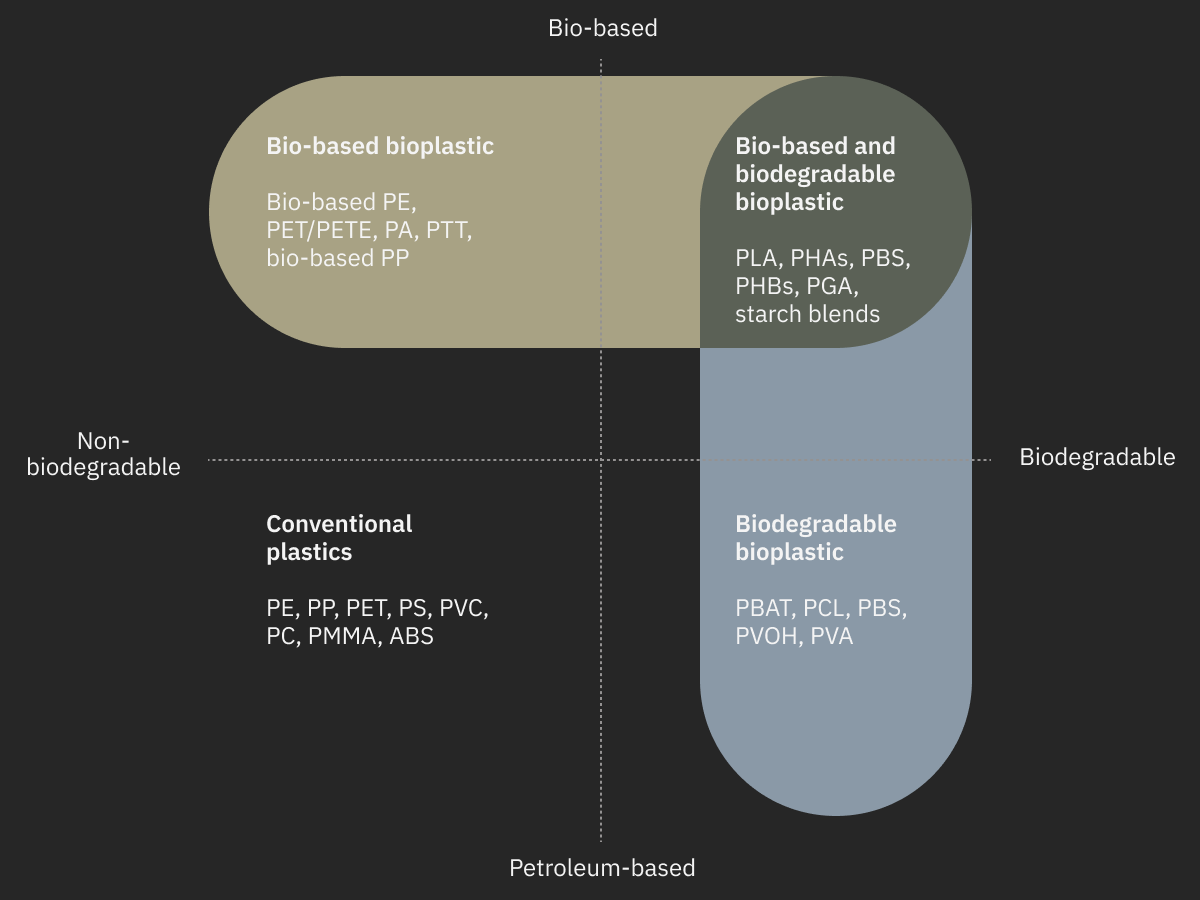 Bio-based
Bio-based bioplastic
Bio-based PE,
PET/PETE, PA, PTT,
bio-based PP
Bio-based and
biodegradable
bioplastic
PLA, PHAs, PBS,
PHBs, PGA,
starch blends
Non-
biodegradable
Biodegradable
Conventional
plastics
PE, PP, PET, PS, PVC,
PC, PMMA, ABS
Biodegradable
bioplastic
PBAT, PCL, PBS,
PVOH, PVA
Petroleum-based